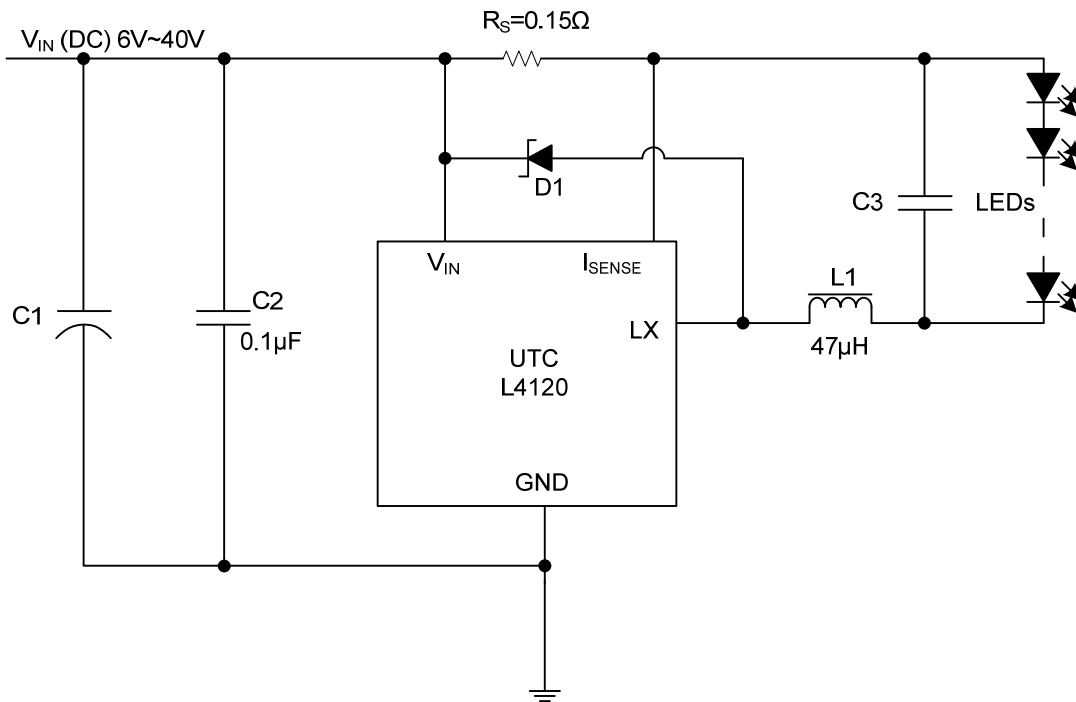 R_S=0.15Ω
V_IN (DC) 6V~40V
D1
V_IN
I_SENSE
C3
LEDs
L1
47µH
LX
C1
C2
0.1µF
UTC
L4120
GND